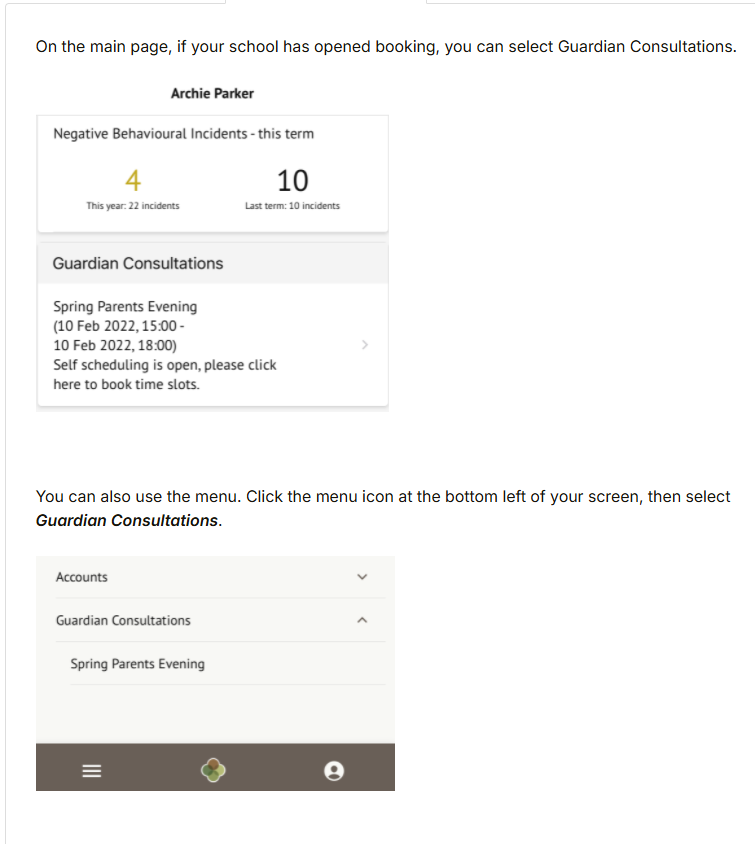 On the main page, if your school has opened booking, you can select Guardian Consultations.
Archie Parker
Negative Behavioural Incidents - this term
4
10
This year: 22 incidents
Last term: 10 incidents
Guardian Consultations
Spring Parents Evening
(10 Feb 2022, 15:00 -
10 Feb 2022, 18:00)
Self scheduling is open, please click
here to book time slots.
You can also use the menu. Click the menu icon at the bottom left of your screen, then select
Guardian Consultations.
Accounts
Guardian Consultations
Spring Parents Evening